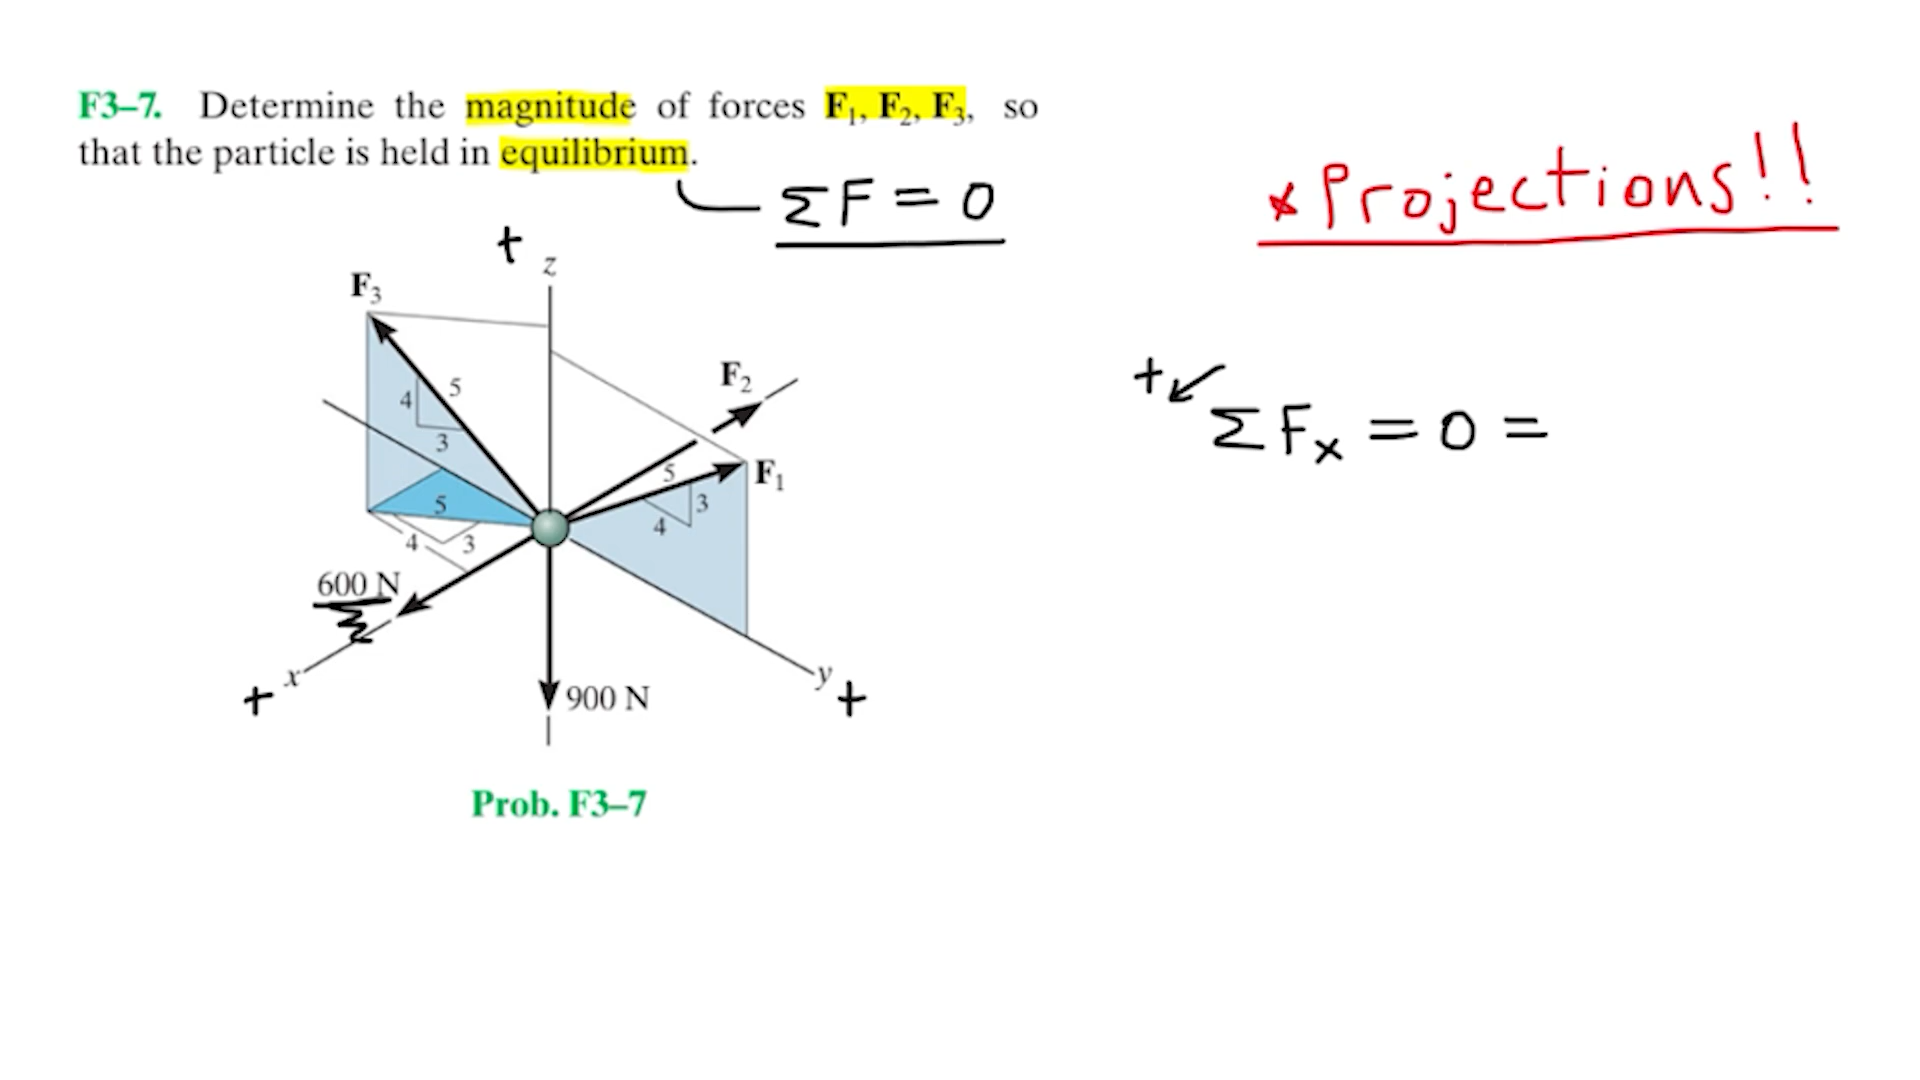 F3–7. Determine the magnitude of forces F₁, F₂, F₃, so
that the particle is held in equilibrium.
ΣF = 0
* Projections!!
+
z
F₃
F₂
+
ΣFₓ = 0 =
4
5
3
5
F₁
3
4
5
4
3
600 N
x
+
y
+
900 N
Prob. F3–7